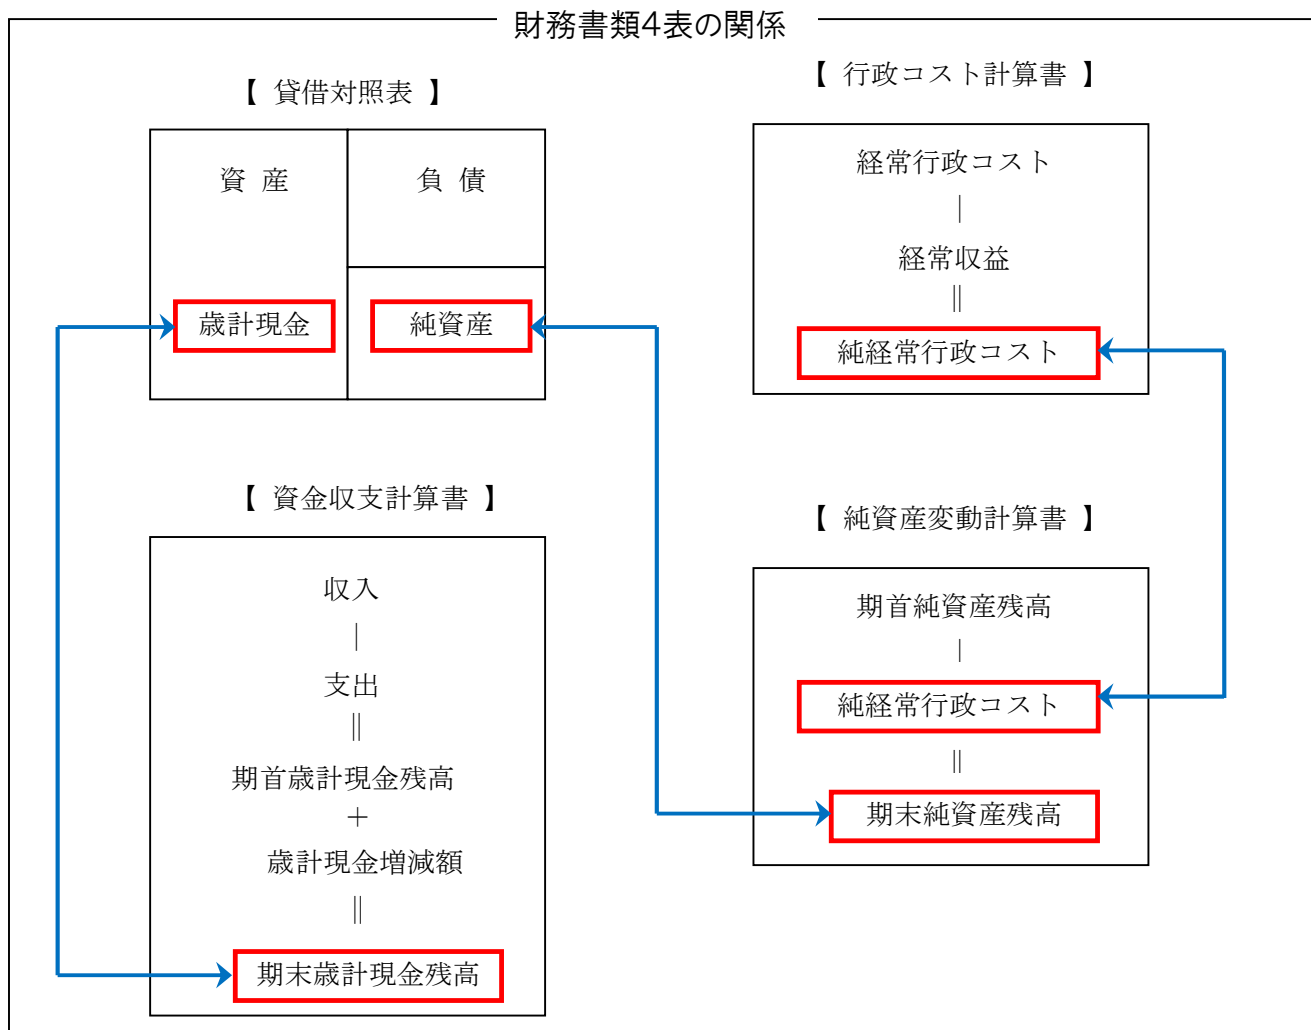 財務書類4表の関係
【 貸借対照表 】
資 産
負 債
歳計現金
純資産
【 行政コスト計算書 】
経常行政コスト
｜
経常収益
||
純経常行政コスト
【 資金収支計算書 】
収入
｜
支出
||
期首歳計現金残高
＋
歳計現金増減額
||
期末歳計現金残高
【 純資産変動計算書 】
期首純資産残高
｜
純経常行政コスト
||
期末純資産残高